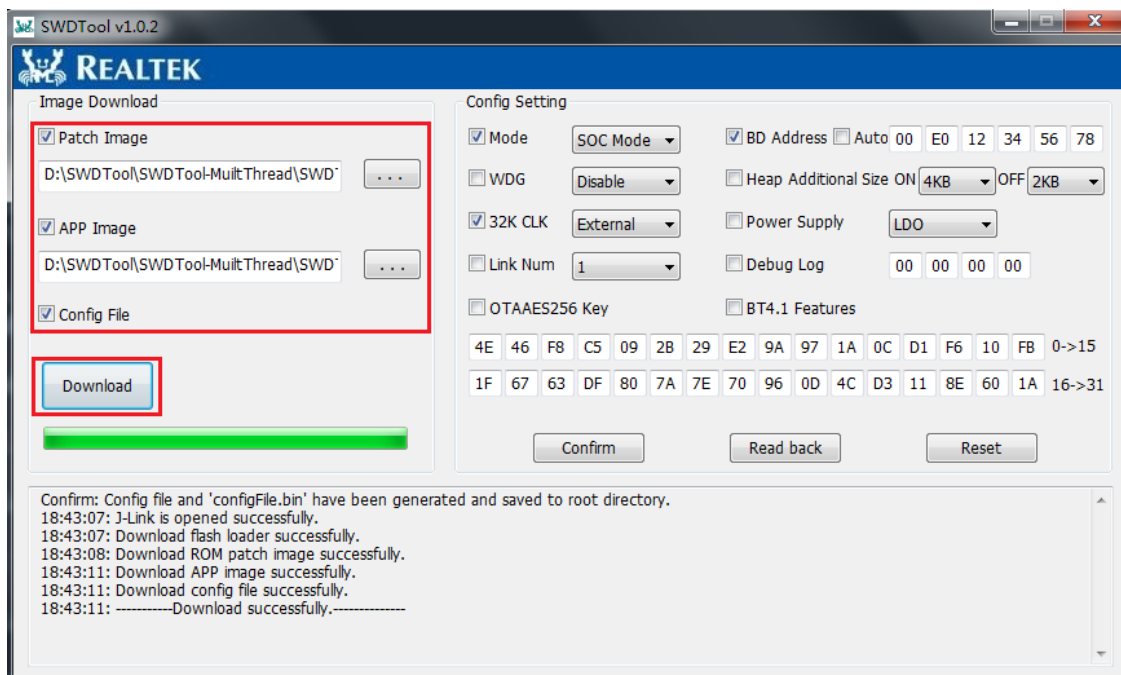 SWDTool v1.0.2
REALTEK
Image Download
Patch Image
D:\SWDTool\SWDTool-MuiltThread\SWD
...
APP Image
D:\SWDTool\SWDTool-MuiltThread\SWD
...
Config File
Download
Config Setting
Mode SOC Mode BD Address Auto 00 E0 12 34 56 78
WDG Disable Heap Additional Size ON 4KB OFF 2KB
32K CLK External Power Supply LDO
Link Num 1 Debug Log 00 00 00 00
OTAAES256 Key BT4.1 Features
4E 46 F8 C5 09 2B 29 E2 9A 97 1A 0C D1 F6 10 FB 0->15
1F 67 63 DF 80 7A 7E 70 96 0D 4C D3 11 8E 60 1A 16->31
Confirm Read back Reset
Confirm: Config file and 'configFile.bin' have been generated and saved to root directory.
18:43:07: J-Link is opened successfully.
18:43:07: Download flash loader successfully.
18:43:08: Download ROM patch image successfully.
18:43:11: Download APP image successfully.
18:43:11: Download config file successfully.
18:43:11: -----------Download successfully.--------------